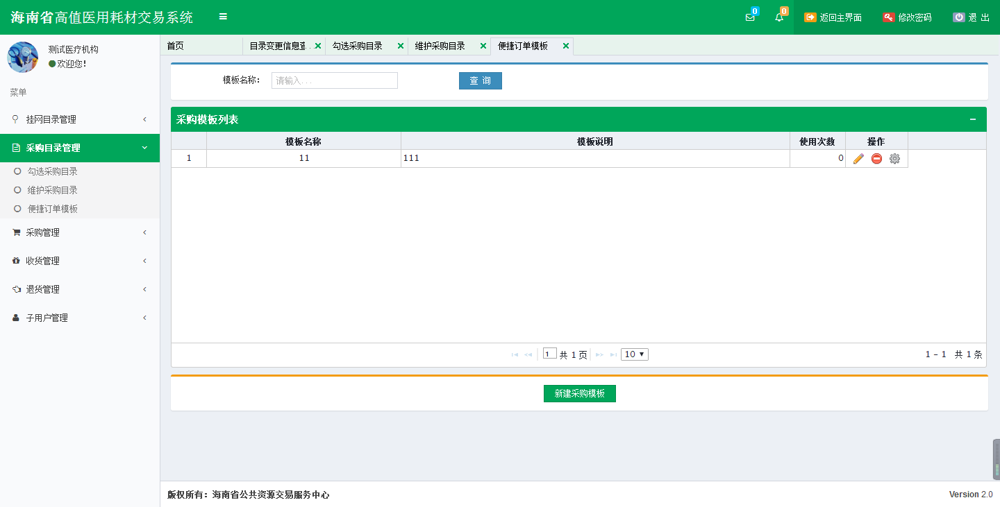 海南省高值医用耗材交易系统
0
0
返回主界面
修改密码
退 出
测试医疗机构
欢迎您!
菜单
挂网目录管理
采购目录管理
勾选采购目录
维护采购目录
便捷订单模板
采购管理
收货管理
退货管理
子用户管理
首页
目录变更信息查..
勾选采购目录
维护采购目录
便捷订单模板
模板名称:
请输入...
查 询
采购模板列表
模板名称 模板说明 使用次数 操作
1 11 111 0
1 共 1 页 10
1 - 1 共 1 条
新建采购模板
版权所有：海南省公共资源交易服务中心
Version 2.0